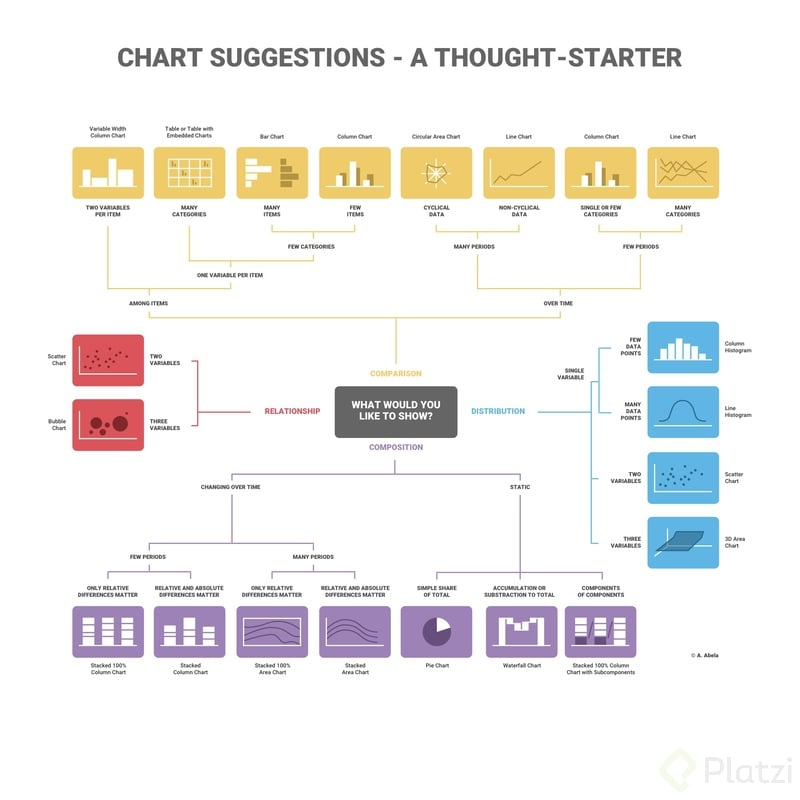 CHART SUGGESTIONS - A THOUGHT-STARTER
Variable Width
Column Chart
Table or Table with
Embedded Charts
Bar Chart
Column Chart
Circular Area Chart
Line Chart
Column Chart
Line Chart
TWO VARIABLES
PER ITEM
MANY
CATEGORIES
MANY
ITEMS
FEW
ITEMS
CYCLICAL
DATA
NON-CYCLICAL
DATA
SINGLE OR FEW
CATEGORIES
MANY
CATEGORIES
FEW CATEGORIES
MANY PERIODS
FEW PERIODS
ONE VARIABLE PER ITEM
AMONG ITEMS
OVER TIME
COMPARISON
Scatter
Chart
TWO
VARIABLES
Bubble
Chart
THREE
VARIABLES
RELATIONSHIP
WHAT WOULD YOU
LIKE TO SHOW?
DISTRIBUTION
SINGLE
VARIABLE
FEW
DATA
POINTS
Column
Histogram
MANY
DATA
POINTS
Line
Histogram
TWO
VARIABLES
Scatter
Chart
THREE
VARIABLES
3D Area
Chart
COMPOSITION
CHANGING OVER TIME
STATIC
FEW PERIODS
MANY PERIODS
ONLY RELATIVE
DIFFERENCES MATTER
RELATIVE AND ABSOLUTE
DIFFERENCES MATTER
ONLY RELATIVE
DIFFERENCES MATTER
RELATIVE AND ABSOLUTE
DIFFERENCES MATTER
SIMPLE SHARE
OF TOTAL
ACCUMULATION OR
SUBSTRACTION TO TOTAL
COMPONENTS
OF COMPONENTS
Stacked 100%
Column Chart
Stacked
Column Chart
Stacked 100%
Area Chart
Stacked
Area Chart
Pie Chart
Waterfall Chart
Stacked 100% Column
Chart with Subcomponents
© A. Abela
Platzi